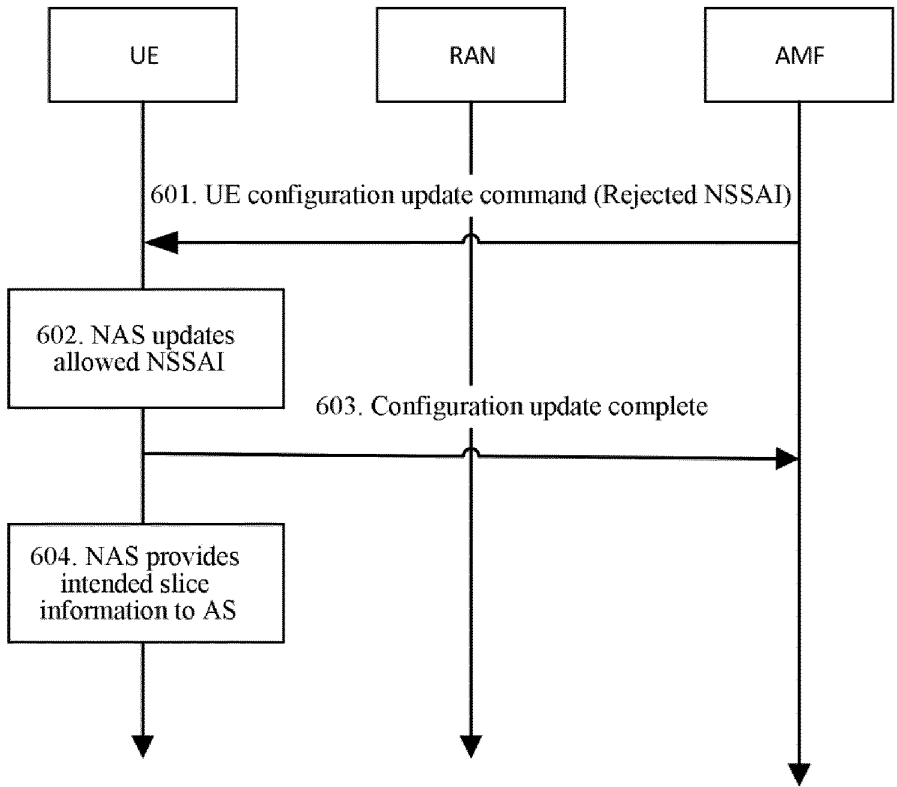 UE
RAN
AMF
601. UE configuration update command (Rejected NSSAI)
602. NAS updates
allowed NSSAI
603. Configuration update complete
604. NAS provides
intended slice
information to AS